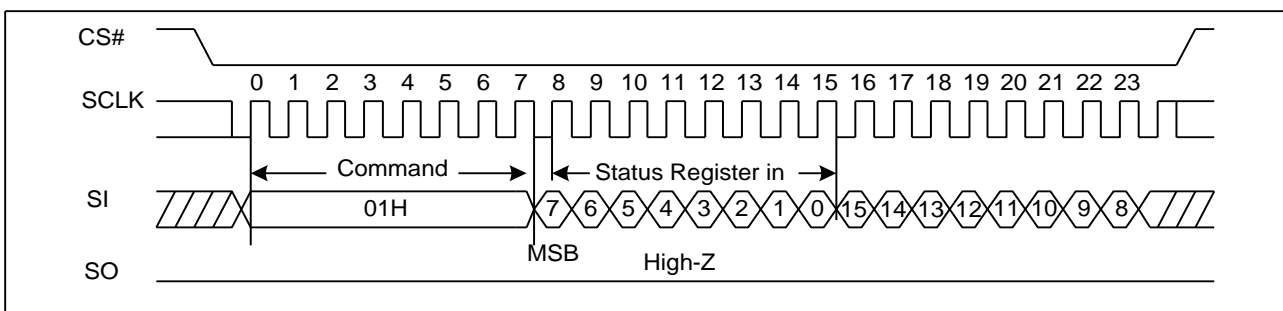 CS#
0 1 2 3 4 5 6 7 8 9 10 11 12 13 14 15 16 17 18 19 20 21 22 23
SCLK
Command Status Register in
SI 01H 7 6 5 4 3 2 1 0 15 14 13 12 11 10 9 8
MSB
SO High-Z